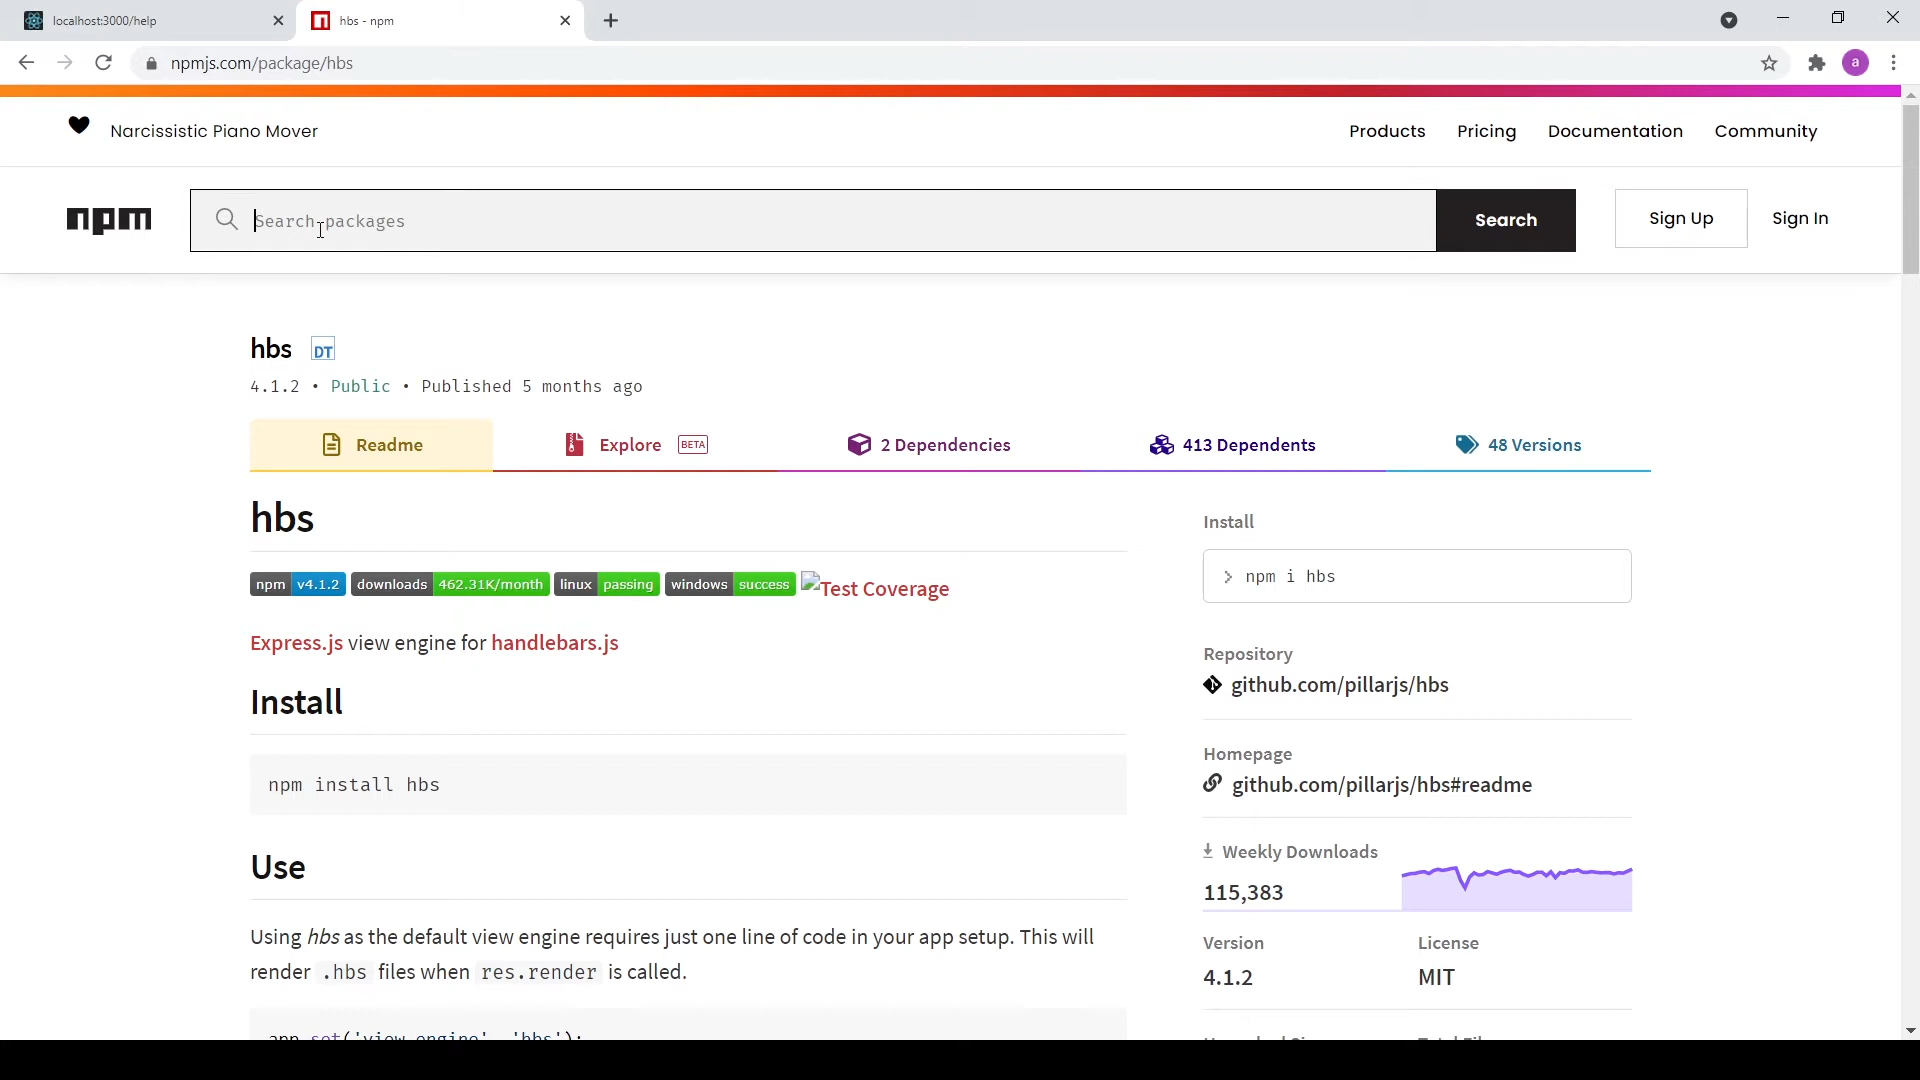 localhost:3000/help
hbs - npm
npmjs.com/package/hbs
a
Narcissistic Piano Mover
Products
Pricing
Documentation
Community
npm
Search packages
Search
Sign Up
Sign In
hbs DT
4.1.2 • Public • Published 5 months ago
Readme
Explore BETA
2 Dependencies
413 Dependents
48 Versions
hbs
npm v4.1.2 downloads 462.31K/month linux passing windows success Test Coverage
Express.js view engine for handlebars.js
Install
npm install hbs
Use
Using hbs as the default view engine requires just one line of code in your app setup. This will
render .hbs files when res.render is called.
app.set('view engine', 'hbs');
Install
> npm i hbs
Repository
github.com/pillarjs/hbs
Homepage
github.com/pillarjs/hbs#readme
Weekly Downloads
115,383
Version
License
4.1.2
MIT